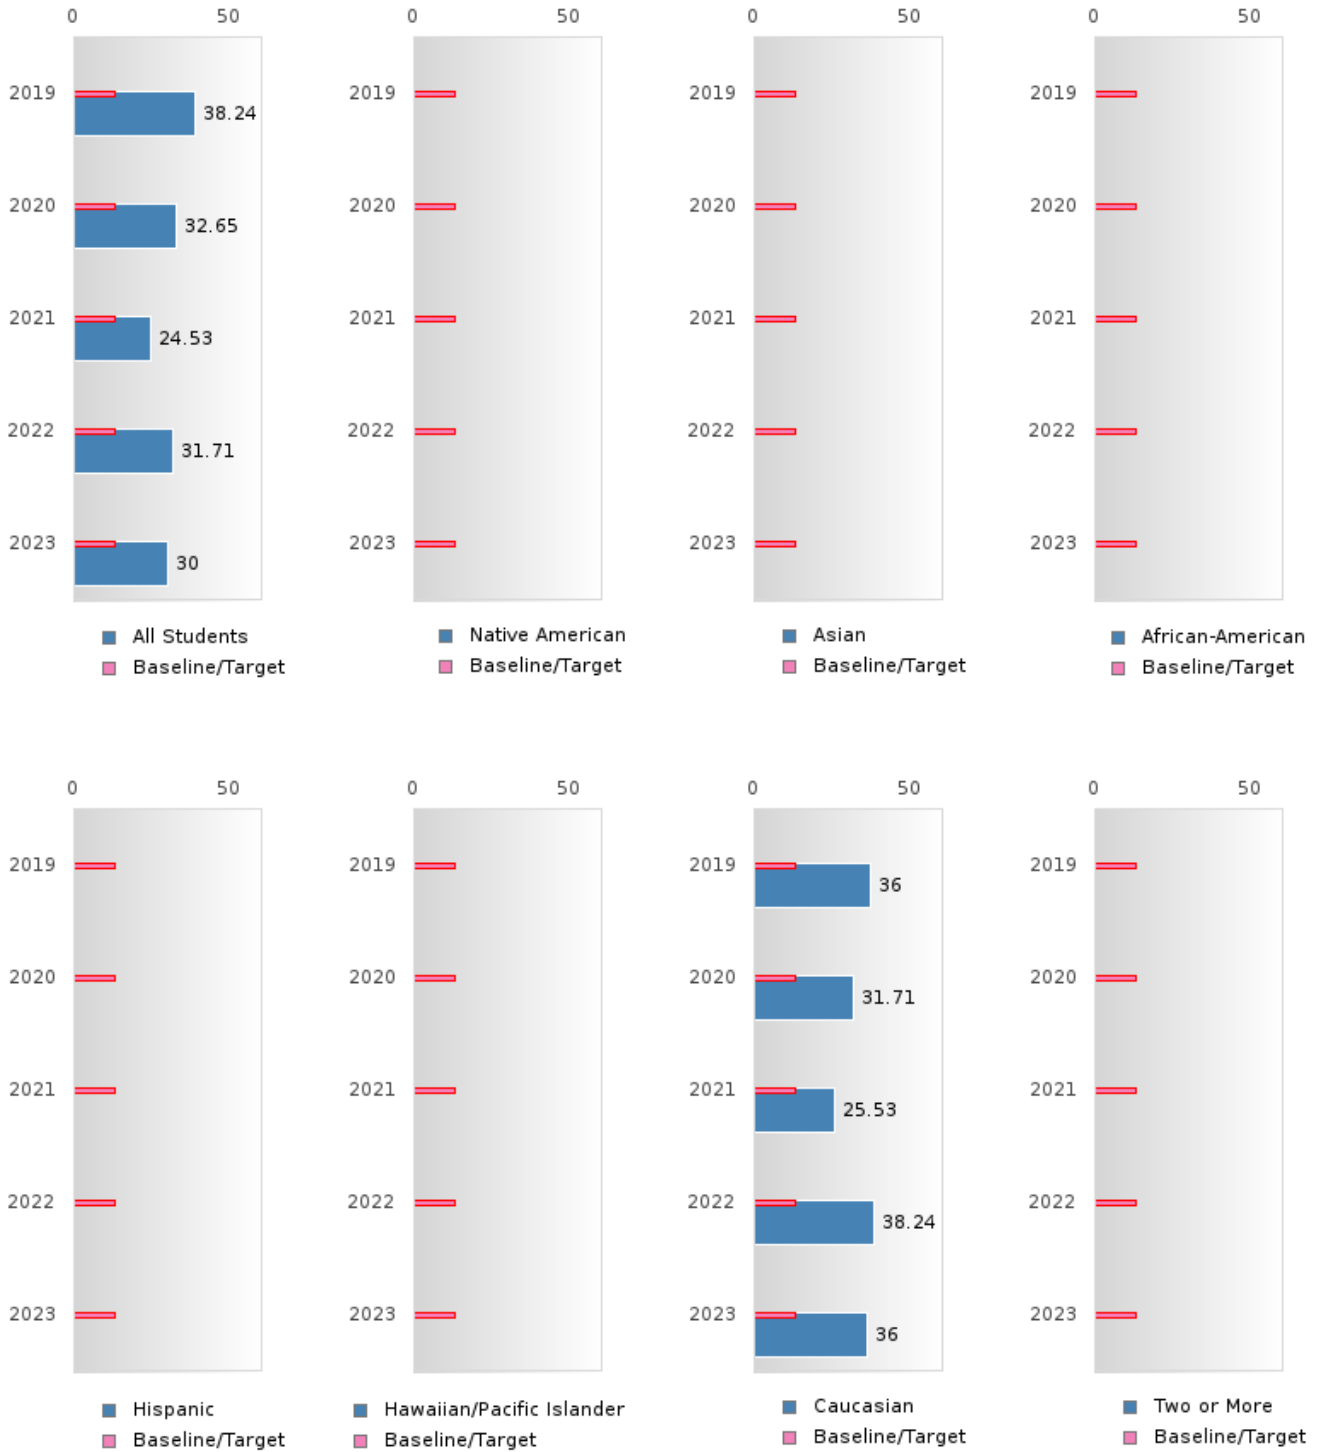 0 50 0 50 0 50 0 50
2019 38.24 2019 2019 2019
2020 32.65 2020 2020 2020
2021 24.53 2021 2021 2021
2022 31.71 2022 2022 2022
2023 30 2023 2023 2023
All Students Native American Asian African-American
Baseline/Target Baseline/Target Baseline/Target Baseline/Target
0 50 0 50 0 50 0 50
2019 2019 2019 36 2019
2020 2020 2020 31.71 2020
2021 2021 2021 25.53 2021
2022 2022 2022 38.24 2022
2023 2023 2023 36 2023
Hispanic Hawaiian/Pacific Islander Caucasian Two or More
Baseline/Target Baseline/Target Baseline/Target Baseline/Target